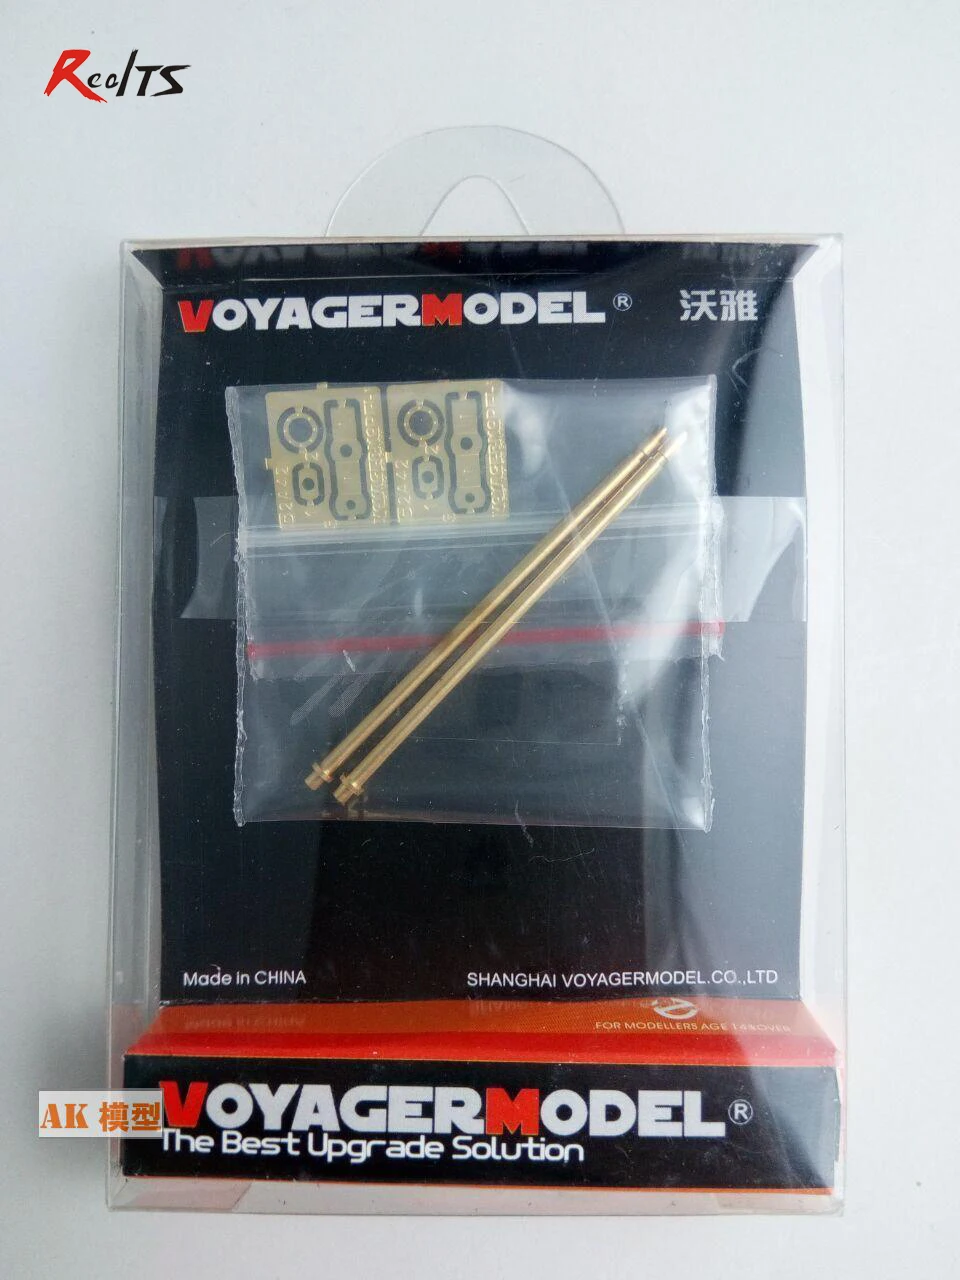 RealTS
VOYAGERMODEL ® 沃雅
VOYAGERMODEL
Made In CHINA
SHANGHAI VOYAGERMODEL.CO.,LTD
FOR MODELLERS AGE 14&OVER
VOYAGERMODEL ®
The Best Upgrade Solution
AK 模型